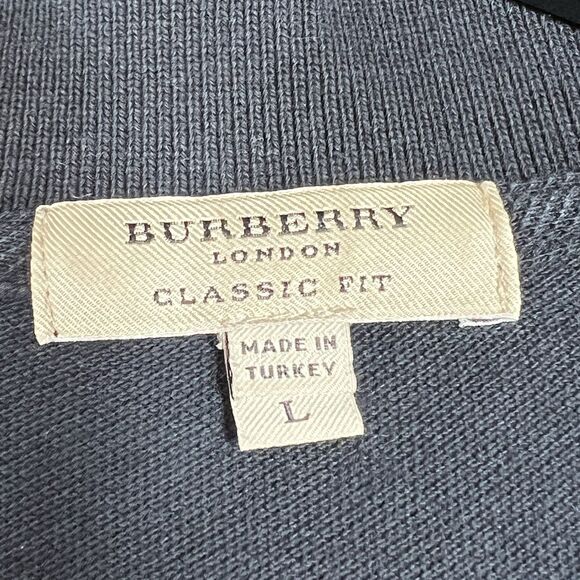 BURBERRY
LONDON
CLASSIC FIT
MADE IN
TURKEY
L